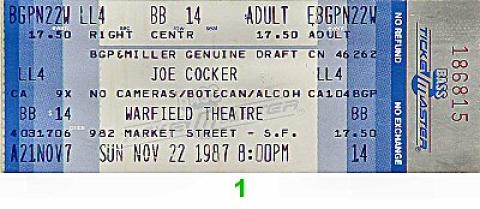 BGPN22W LL4 BB 14 ADULT EBGPN22W
17.50 RIGHT CENTR 17.50 ADULT
BGP&MILLER GENUINE DRAFT CN 46262
LL4 JOE COCKER LL4
CA 9X NO CAMERAS/BOT&CAN/ALCOH CA104BGP
BB 14 WARFIELD THEATRE BB
4031706 982 MARKET STREET - S.F. 17.50
A21NOV7 SUN NOV 22 1987 8:00PM 14
NO REFUND
NO EXCHANGE
BASS
TICKETMASTER
186815
1